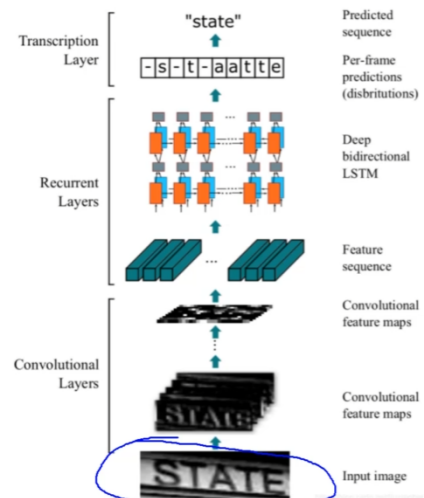 "state"
Predicted
sequence
Transcription
Layer
-s-t-aatte
Per-frame
predictions
(disbritutions)
Recurrent
Layers
Deep
bidirectional
LSTM
...
Feature
sequence
Convolutional
Layers
Convolutional
feature maps
STATE
Convolutional
feature maps
STATE
Input image